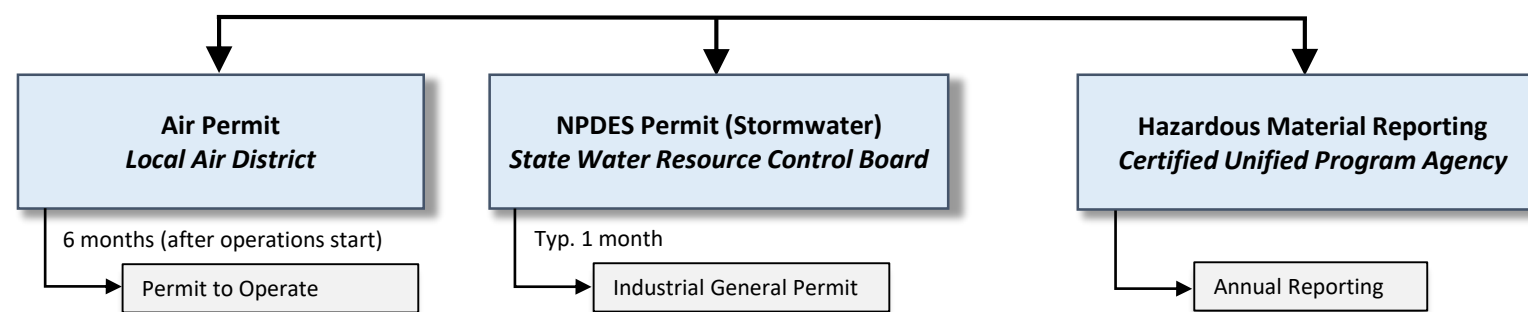 Air Permit
Local Air District
6 months (after operations start)
Permit to Operate
NPDES Permit (Stormwater)
State Water Resource Control Board
Typ. 1 month
Industrial General Permit
Hazardous Material Reporting
Certified Unified Program Agency
Annual Reporting